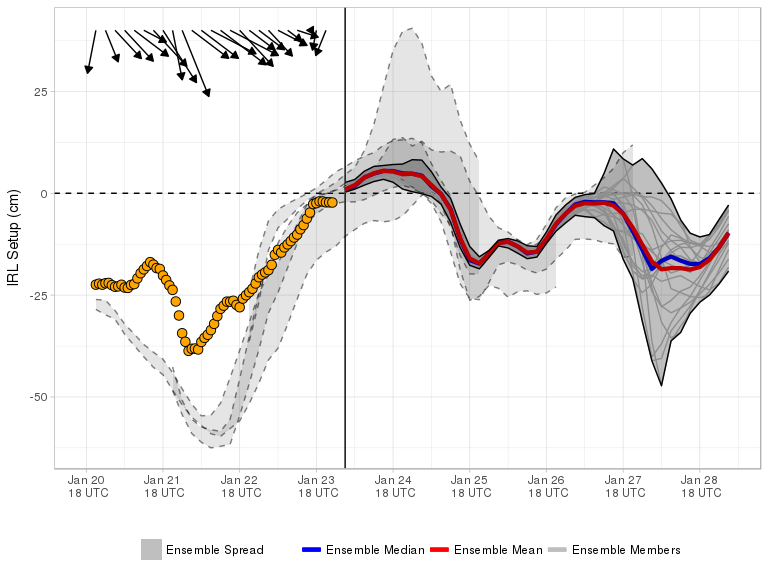 IRL Setup (cm)
25
0
-25
-50
Jan 20 Jan 21 Jan 22 Jan 23 Jan 24 Jan 25 Jan 26 Jan 27 Jan 28
18 UTC 18 UTC 18 UTC 18 UTC 18 UTC 18 UTC 18 UTC 18 UTC 18 UTC
Ensemble Spread Ensemble Median Ensemble Mean Ensemble Members